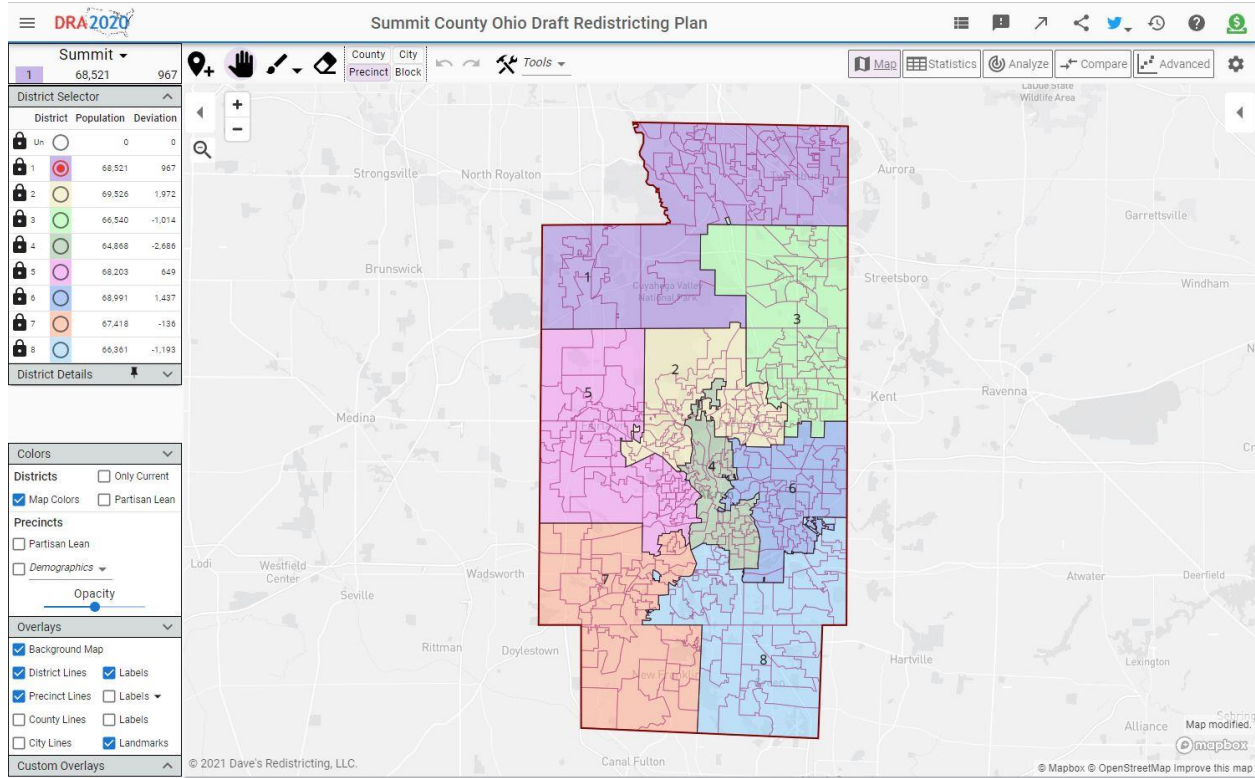 DRA2020
Summit County Ohio Draft Redistricting Plan
Summit
1 68,521 967
County City
Precinct Block
Tools
Map
Statistics
Analyze
Compare
Advanced
District Selector
District Population Deviation
Un 0 0
1 68,521 967
2 69,526 1,972
3 66,540 -1,014
4 64,868 -2,686
5 68,203 649
6 68,991 1,437
7 67,418 -136
8 66,361 -1,193
District Details
Colors
Districts Only Current
Map Colors Partisan Lean
Precincts
Partisan Lean
Demographics
Opacity
Overlays
Background Map
District Lines Labels
Precinct Lines Labels
County Lines Labels
City Lines Landmarks
Custom Overlays
+
−
LaDue State
Wildlife Area
Strongsville
North Royalton
Twinsburg
Aurora
Garrettsville
Brunswick
1
Cuyahoga Valley
National Park
Streetsboro
Windham
3
2
5
Kent
Ravenna
Medina
4
6
Lodi
Westfield
Center
Seville
Wadsworth
7
Atwater
Deerfield
Rittman
Doylestown
8
Hartville
Lexington
New Franklin
Alliance
Canal Fulton
Map modified.
mapbox
© 2021 Dave's Redistricting, LLC.
© Mapbox © OpenStreetMap Improve this map